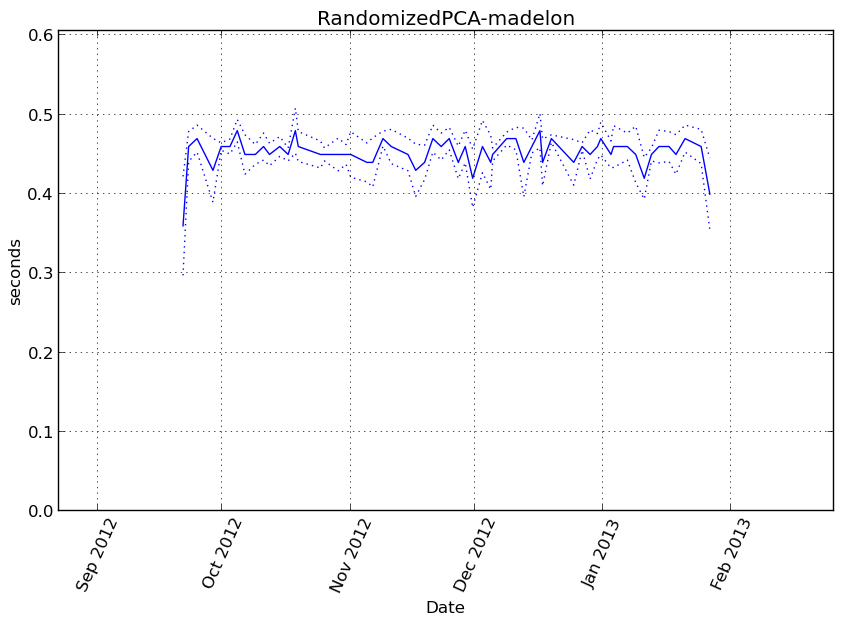 RandomizedPCA-madelon
0.6
0.5
0.4
0.3
0.2
0.1
0.0
seconds
Sep 2012
Oct 2012
Nov 2012
Dec 2012
Jan 2013
Feb 2013
Date